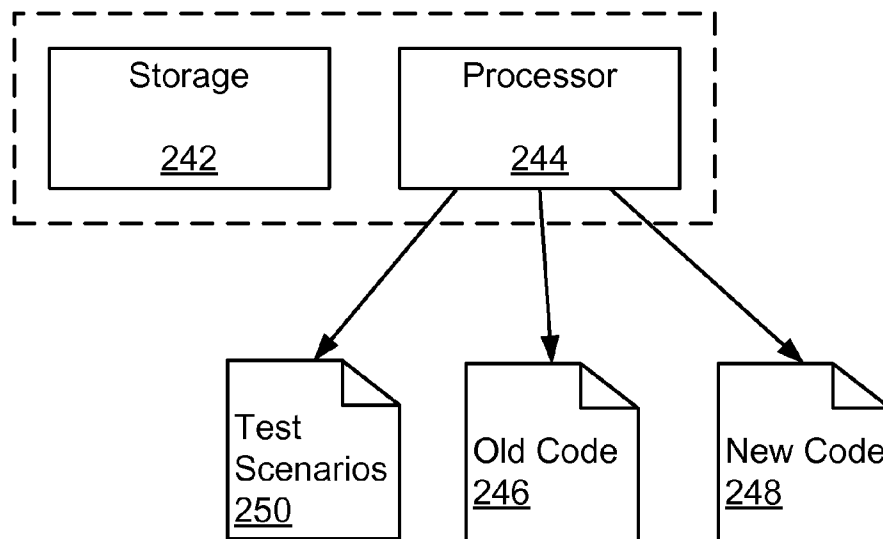 Storage
242
Processor
244
Test
Scenarios
250
Old Code
246
New Code
248